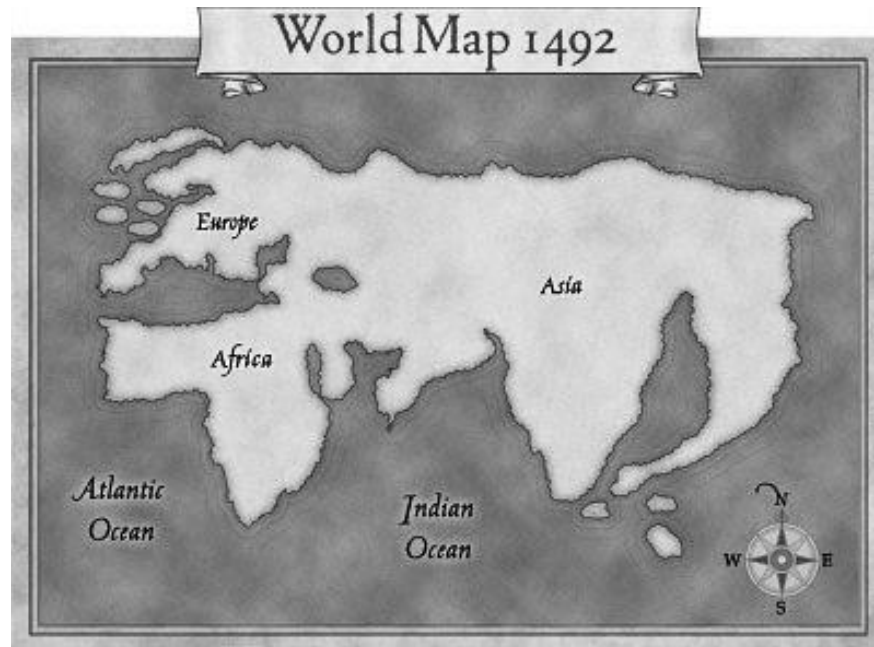 World Map 1492
Europe
Asia
Africa
Atlantic
Ocean
Indian
Ocean
N
W E
S